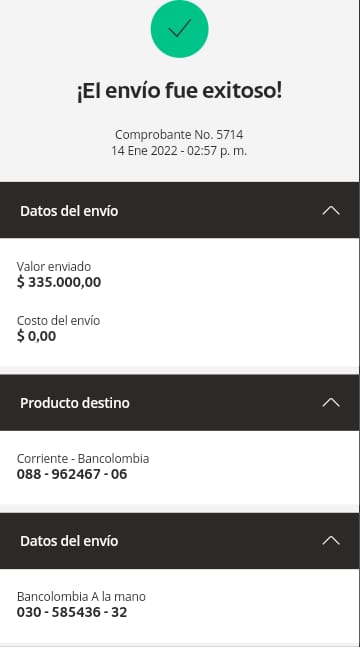 ¡El envío fue exitoso!
Comprobante No. 5714
14 Ene 2022 - 02:57 p. m.
Datos del envío
Valor enviado
$ 335.000,00
Costo del envío
$ 0,00
Producto destino
Corriente - Bancolombia
088 - 962467 - 06
Datos del envío
Bancolombia A la mano
030 - 585436 - 32